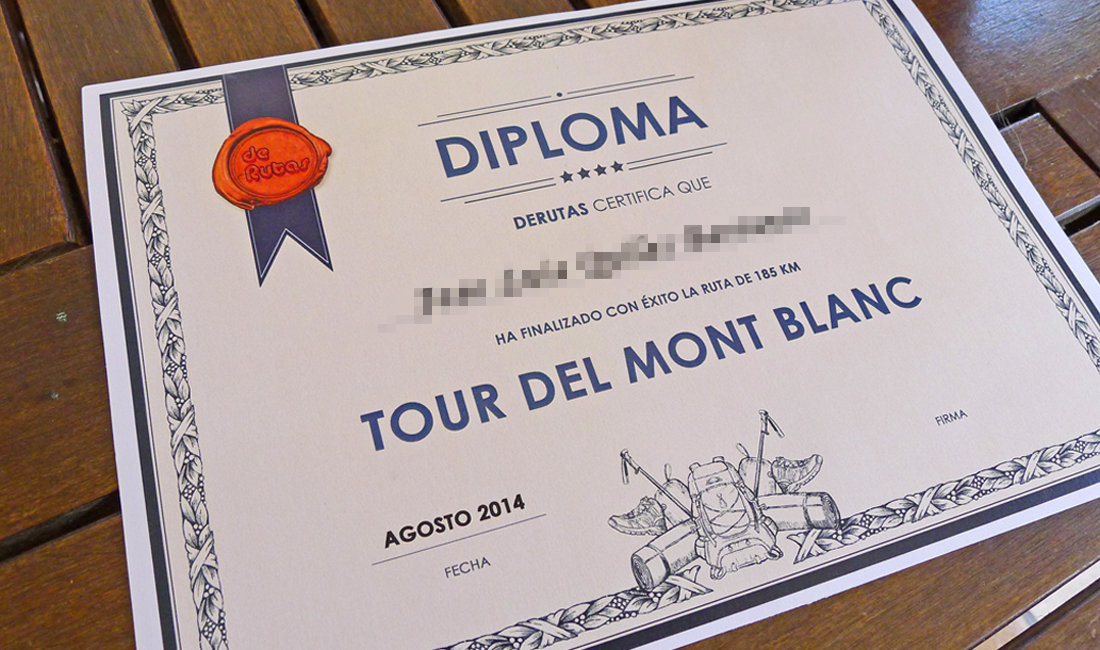 de
Rutas
DIPLOMA
DERUTAS CERTIFICA QUE
HA FINALIZADO CON ÉXITO LA RUTA DE 185 KM
TOUR DEL MONT BLANC
AGOSTO 2014
FECHA
FIRMA